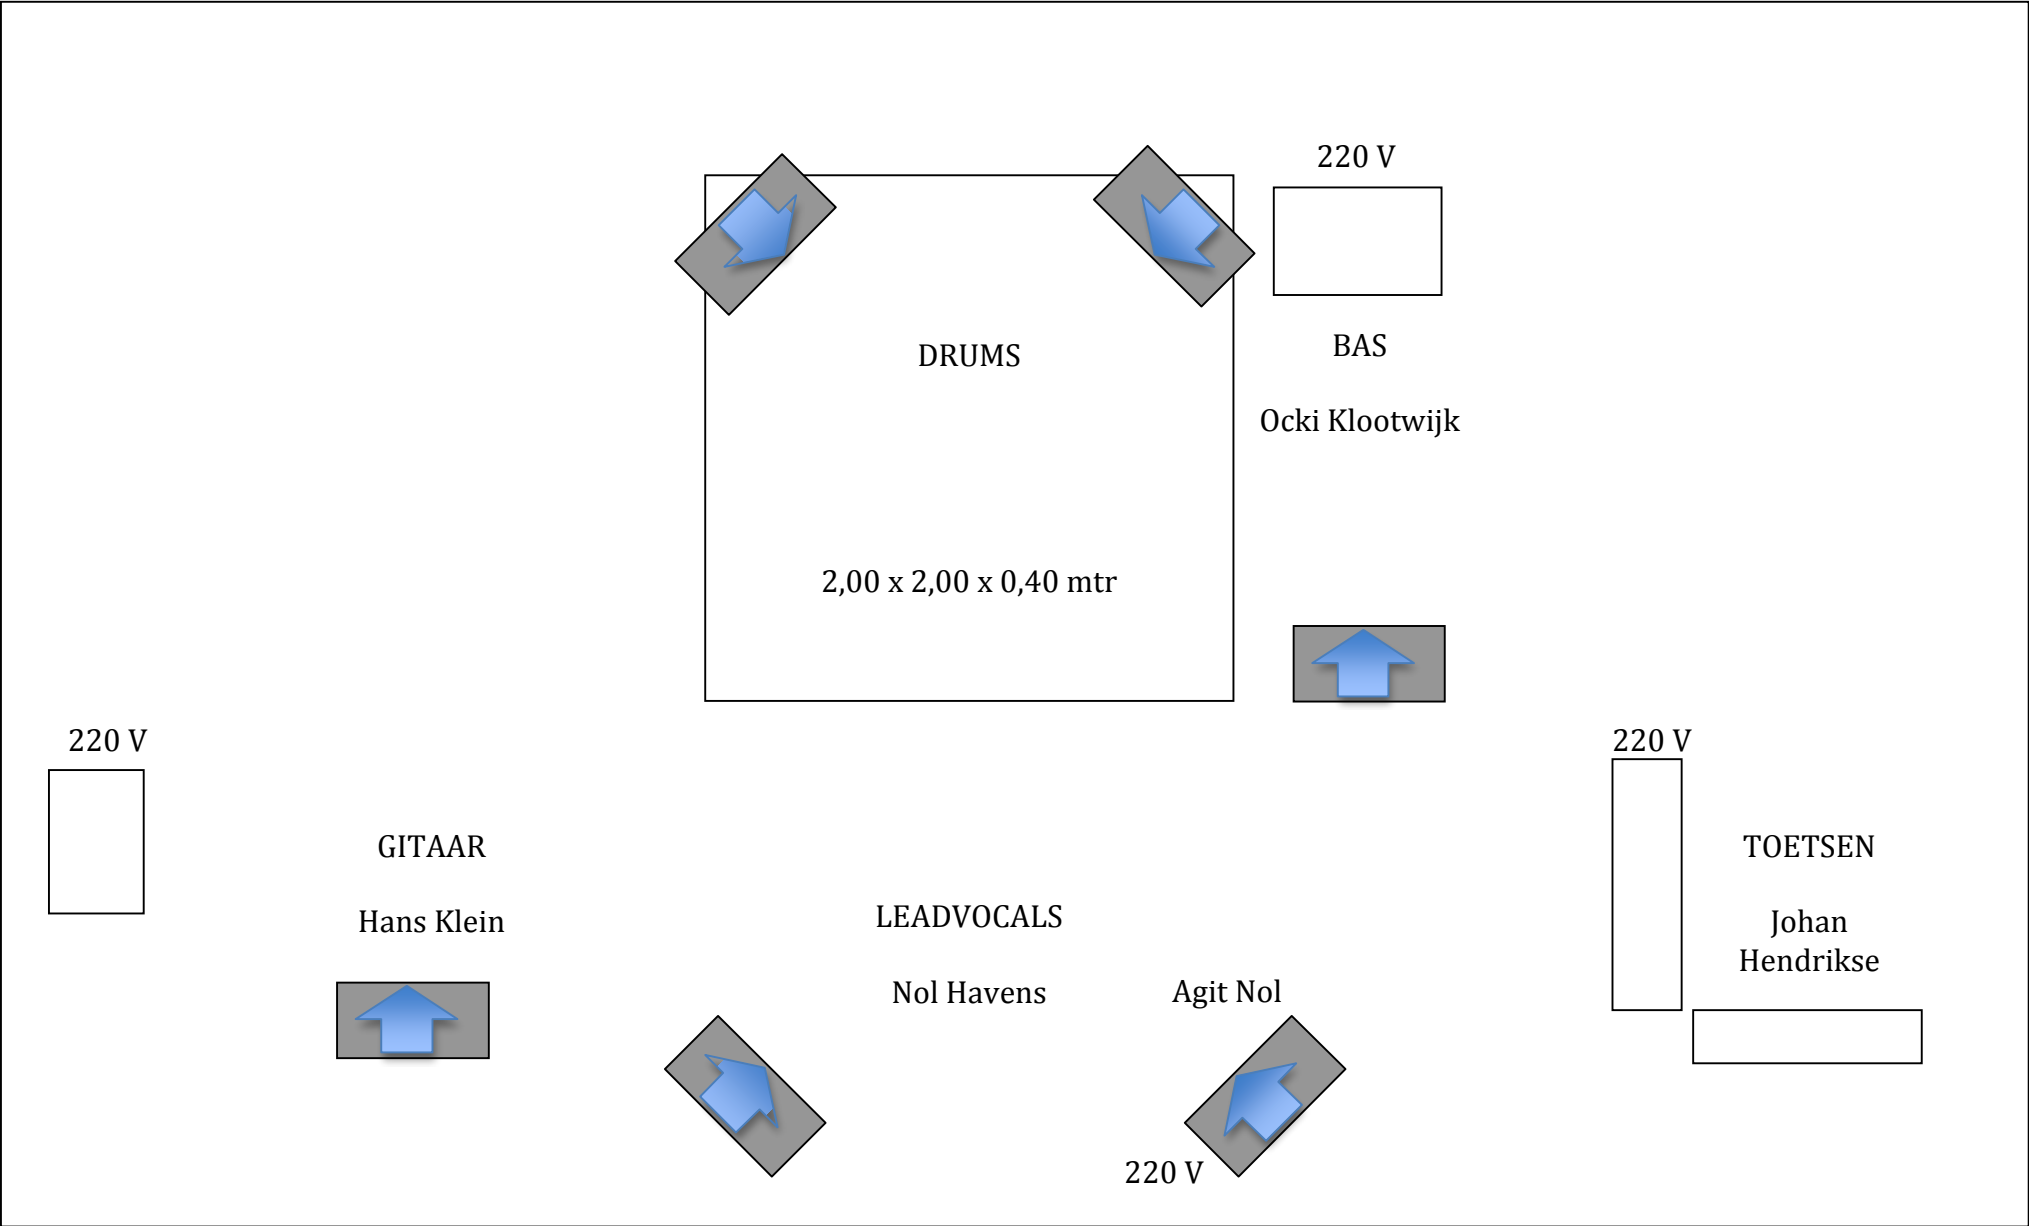 220 V
DRUMS
BAS
Ocki Klootwijk
2,00 x 2,00 x 0,40 mtr
220 V
220 V
GITAAR
Hans Klein
LEADVOCALS
Nol Havens
Agit Nol
TOETSEN
Johan
Hendrikse
220 V